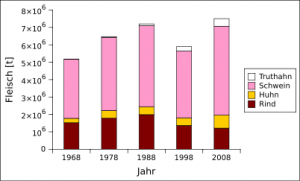 Fleisch [t]
8×10⁶
7×10⁶
6×10⁶
5×10⁶
4×10⁶
3×10⁶
2×10⁶
10⁶
0
1968 1978 1988 1998 2008
Jahr
Truthahn
Schwein
Huhn
Rind